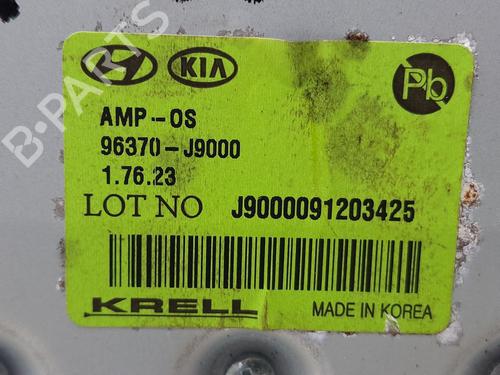 B-PARTS
KIA
Pb
AMP-OS
96370-J9000
1.76.23
LOT NO J9000091203425
KRELL
MADE IN KOREA